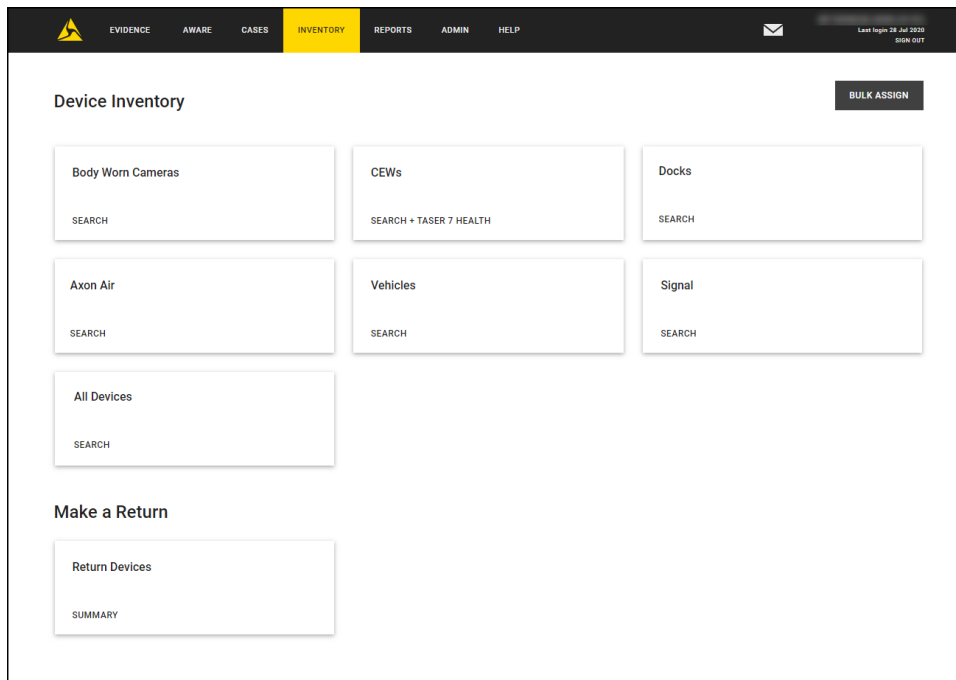 EVIDENCE AWARE CASES INVENTORY REPORTS ADMIN HELP
Last login 28 Jul 2020
SIGN OUT
Device Inventory
BULK ASSIGN
Body Worn Cameras
SEARCH
CEWs
SEARCH + TASER 7 HEALTH
Docks
SEARCH
Axon Air
SEARCH
Vehicles
SEARCH
Signal
SEARCH
All Devices
SEARCH
Make a Return
Return Devices
SUMMARY